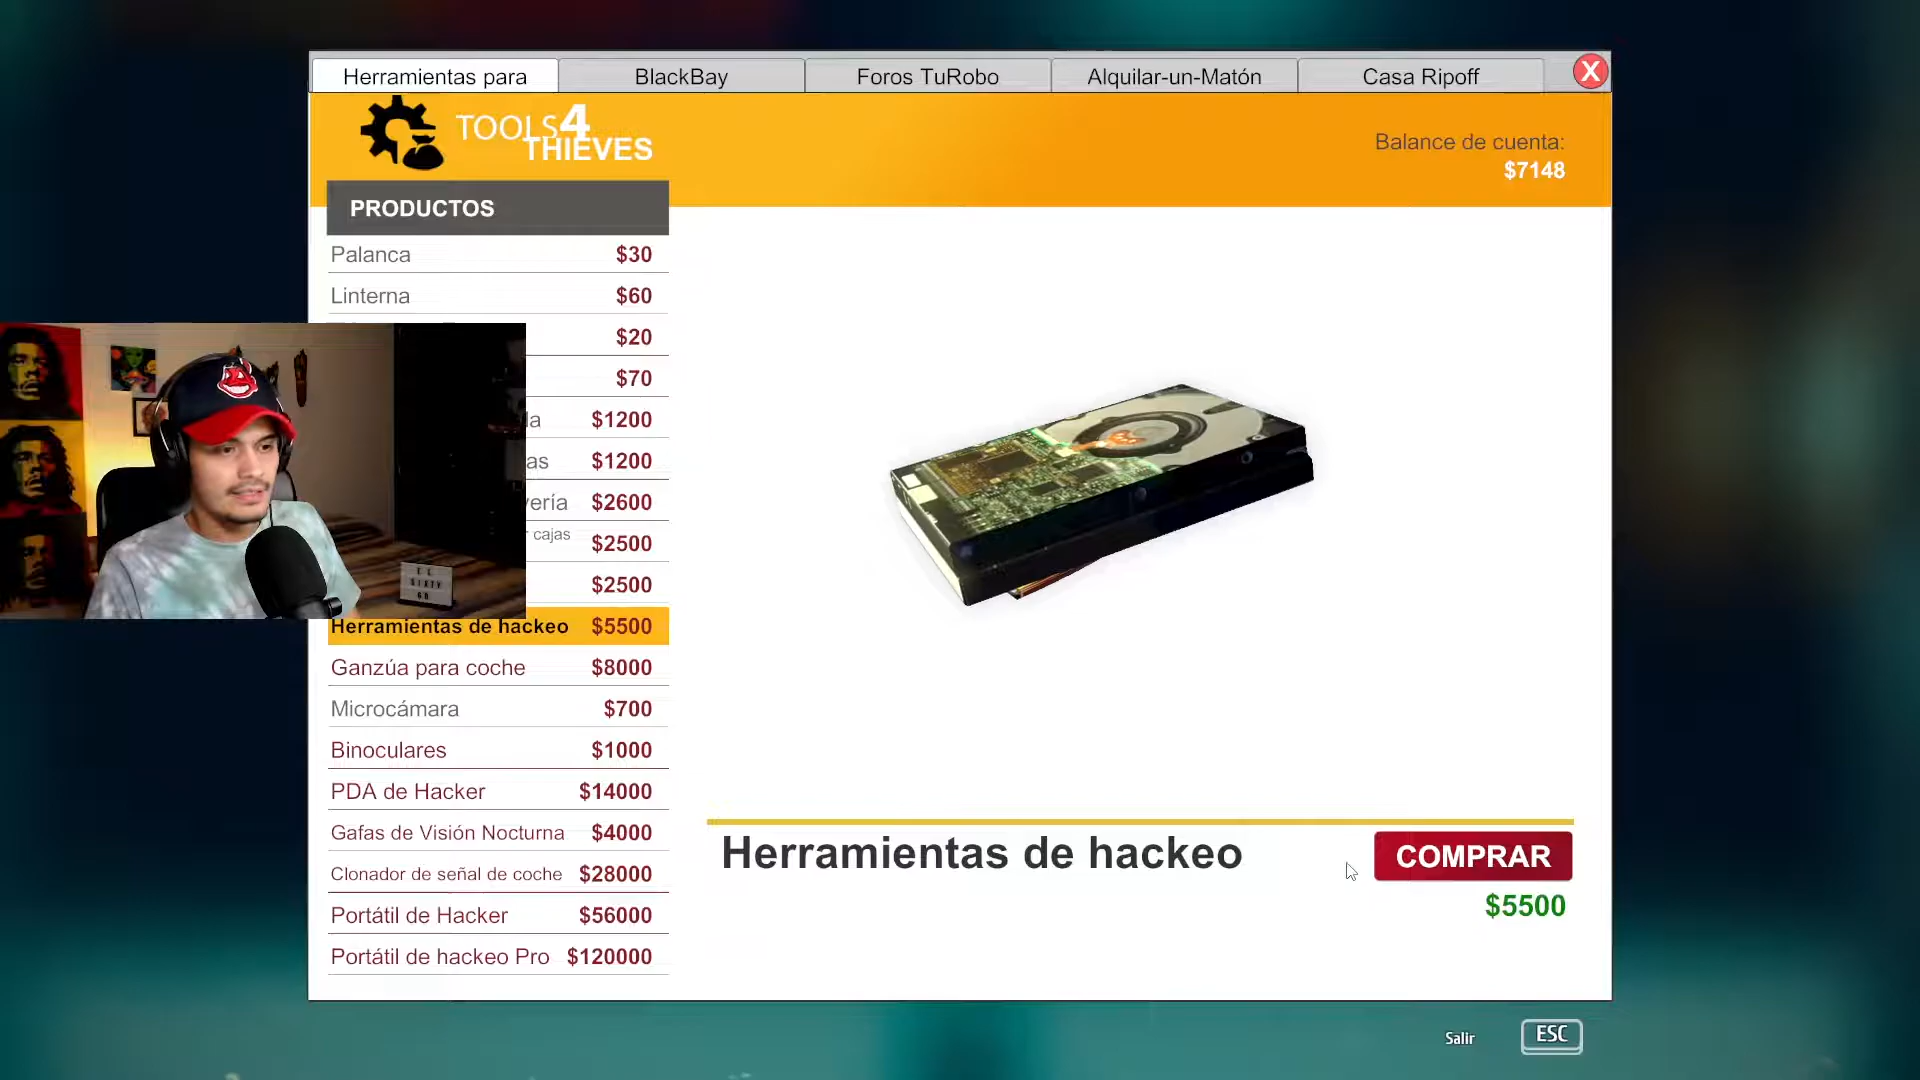 Herramientas para
BlackBay
Foros TuRobo
Alquilar-un-Matón
Casa Ripoff
X
TOOLS4
THIEVES
Balance de cuenta:
$7148
PRODUCTOS
Palanca $30
Linterna $60
$20
$70
$1200
as $1200
vería $2600
cajas $2500
$2500
Herramientas de hackeo $5500
Ganzúa para coche $8000
Microcámara $700
Binoculares $1000
PDA de Hacker $14000
Gafas de Visión Nocturna $4000
Clonador de señal de coche $28000
Portátil de Hacker $56000
Portátil de hackeo Pro $120000
Herramientas de hackeo
COMPRAR
$5500
Salir ESC